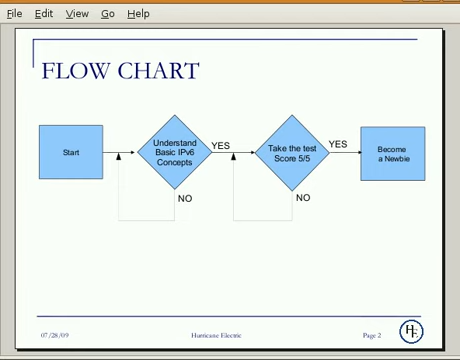 File Edit View Go Help
FLOW CHART
Start
Understand
Basic IPv6
Concepts
YES
NO
Take the test
Score 5/5
YES
NO
Become
a Newbie
07/28/09 Hurricane Electric Page 2
HE